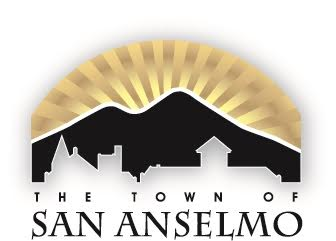 THE TOWN OF
SAN ANSELMO